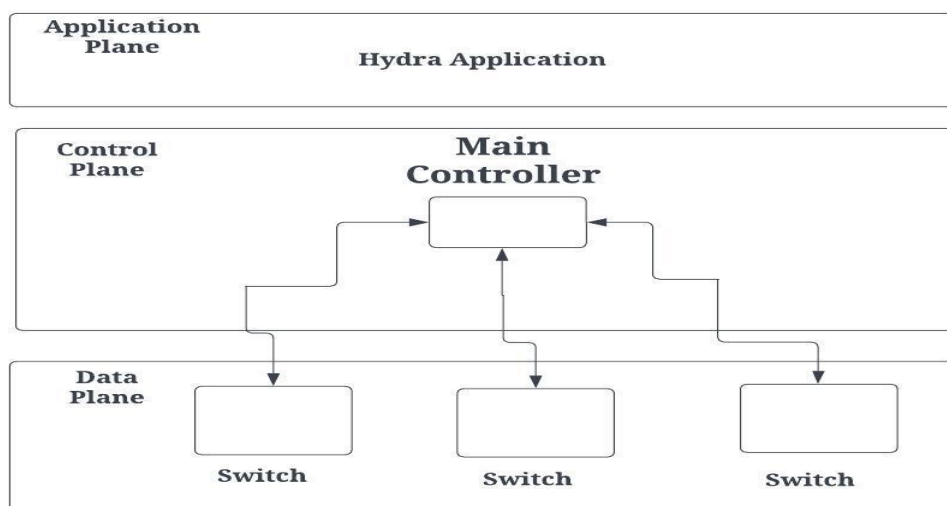 Application
Plane
Hydra Application
Control
Plane
Main
Controller
Data
Plane
Switch
Switch
Switch